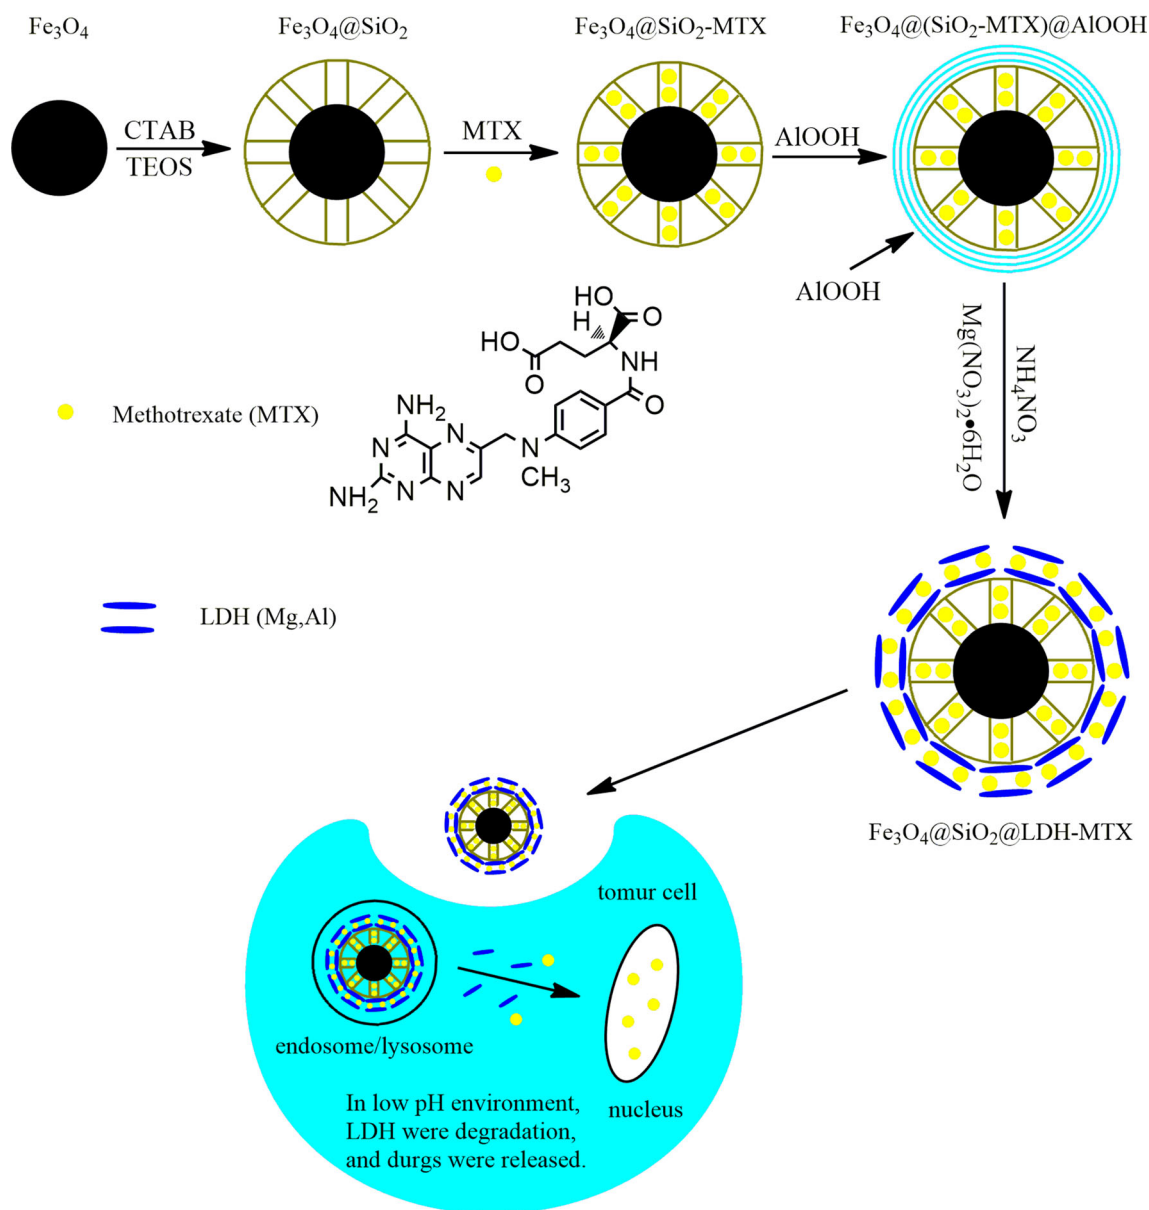 Fe₃O₄
Fe₃O₄@SiO₂
Fe₃O₄@SiO₂-MTX
Fe₃O₄@(SiO₂-MTX)@AlOOH
CTAB
TEOS
MTX
AlOOH
AlOOH
NH₄NO₃
Mg(NO₃)₂•6H₂O
Methotrexate (MTX)
HO
O
H
HO
O
NH
O
NH₂
N
N
N
N
N
CH₃
NH₂
LDH (Mg,Al)
Fe₃O₄@SiO₂@LDH-MTX
tomur cell
endosome/lysosome
nucleus
In low pH environment,
LDH were degradation,
and durgs were released.